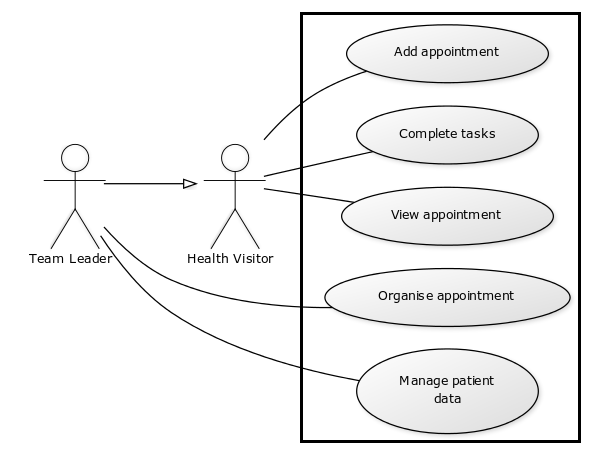 Add appointment
Complete tasks
View appointment
Team Leader
Health Visitor
Organise appointment
Manage patient
data